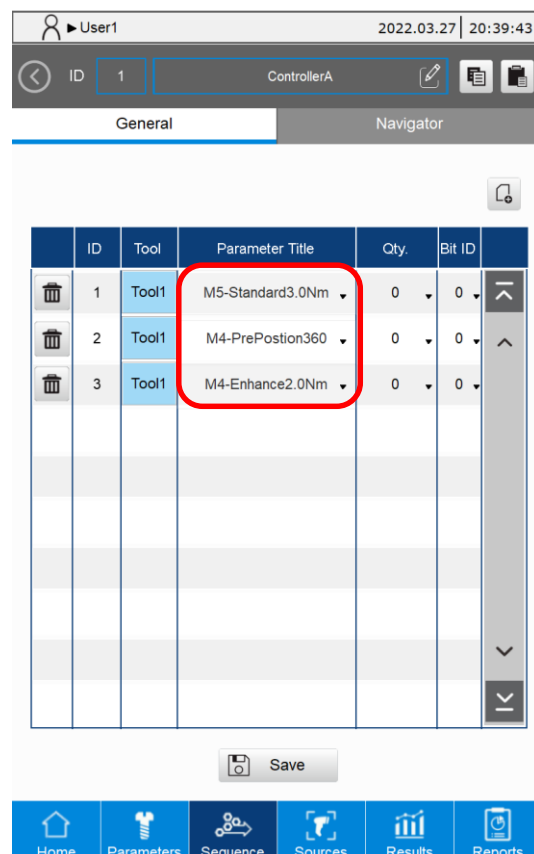 ►User1 2022.03.27 20:39:43
ID 1 ControllerA
General Navigator
ID Tool Parameter Title Qty. Bit ID
1 Tool1 M5-Standard3.0Nm 0 0
2 Tool1 M4-PrePostion360 0 0
3 Tool1 M4-Enhance2.0Nm 0 0
Save
Home Parameters Sequence Sources Results Reports